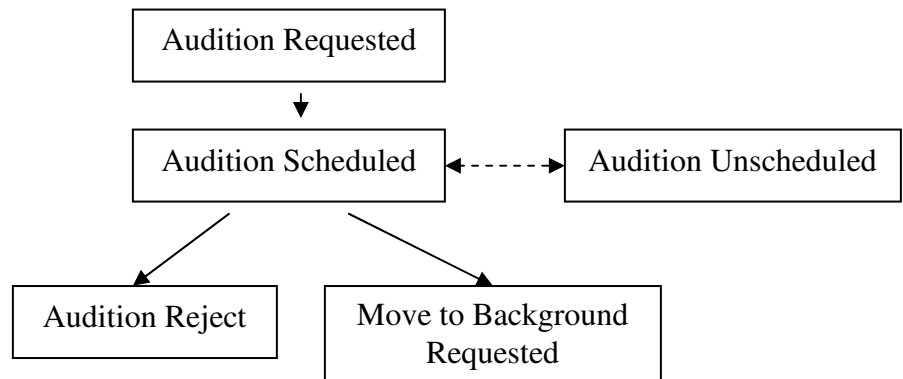 Audition Requested
Audition Scheduled
Audition Unscheduled
Audition Reject
Move to Background
Requested